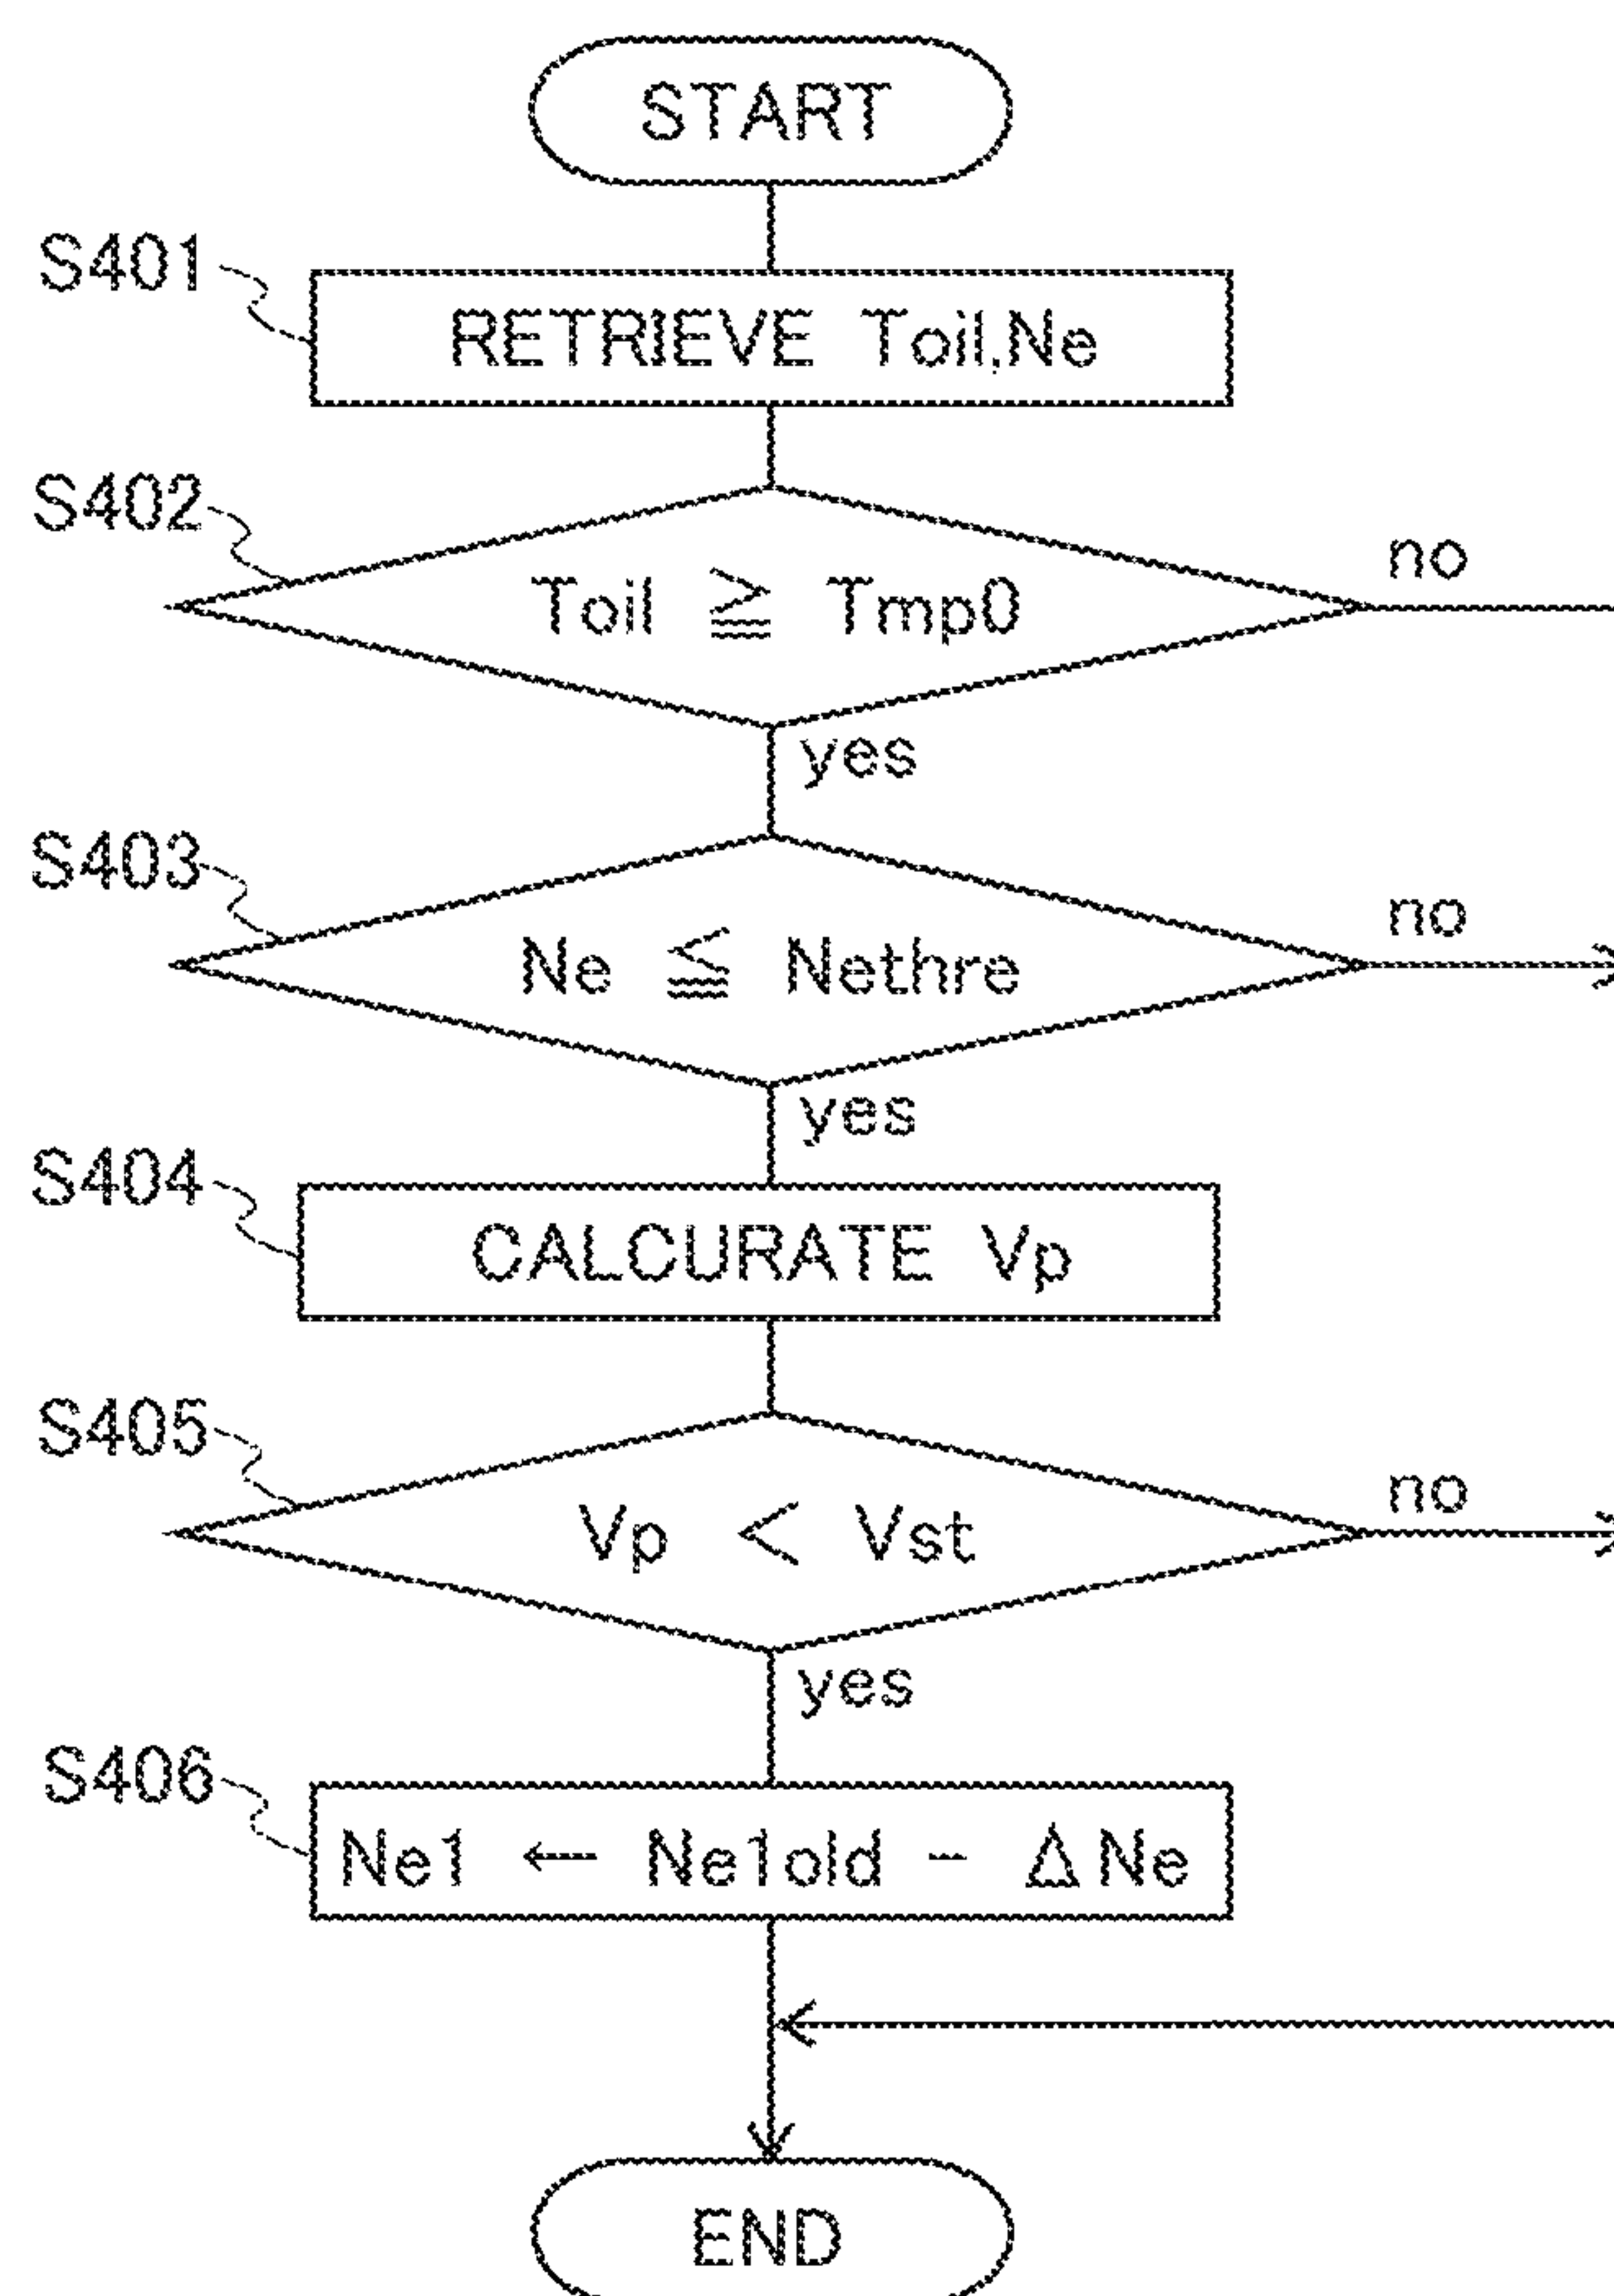 START
S401
RETRIEVE Toil,Ne
S402
Toil ≧ Tmp0
no
yes
S403
Ne ≦ Nethre
no
yes
S404
CALCURATE Vp
S405
Vp < Vst
no
yes
S406
Ne1 ← Ne1old - ΔNe
END